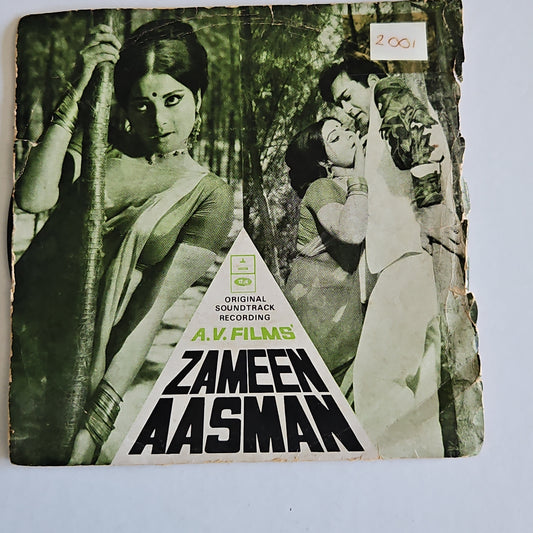 2001
ORIGINAL
SOUNDTRACK
RECORDING
A.V. FILMS'
ZAMEEN
AASMAN